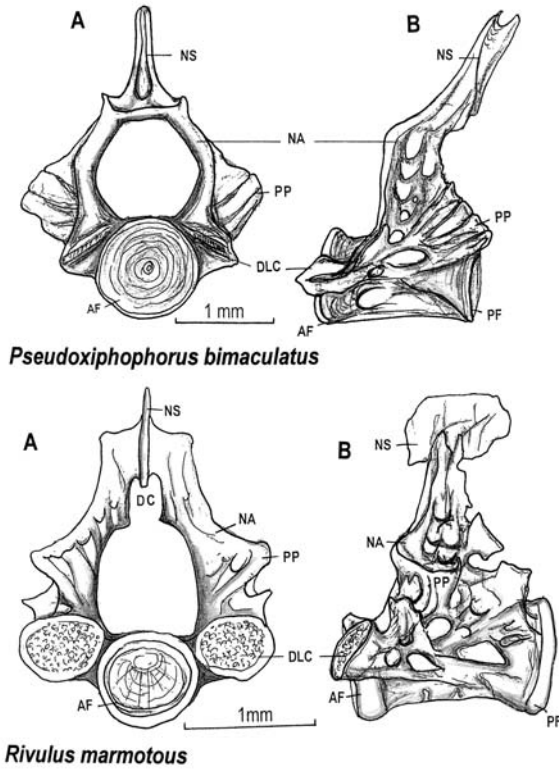 A
B
NS
NS
NA
PP
PP
DLC
AF
1 mm
AF
PF
Pseudoxiphophorus bimaculatus
A
B
NS
NS
DC
NA
NA
PP
PP
DLC
AF
AF
1mm
PF
Rivulus marmotous